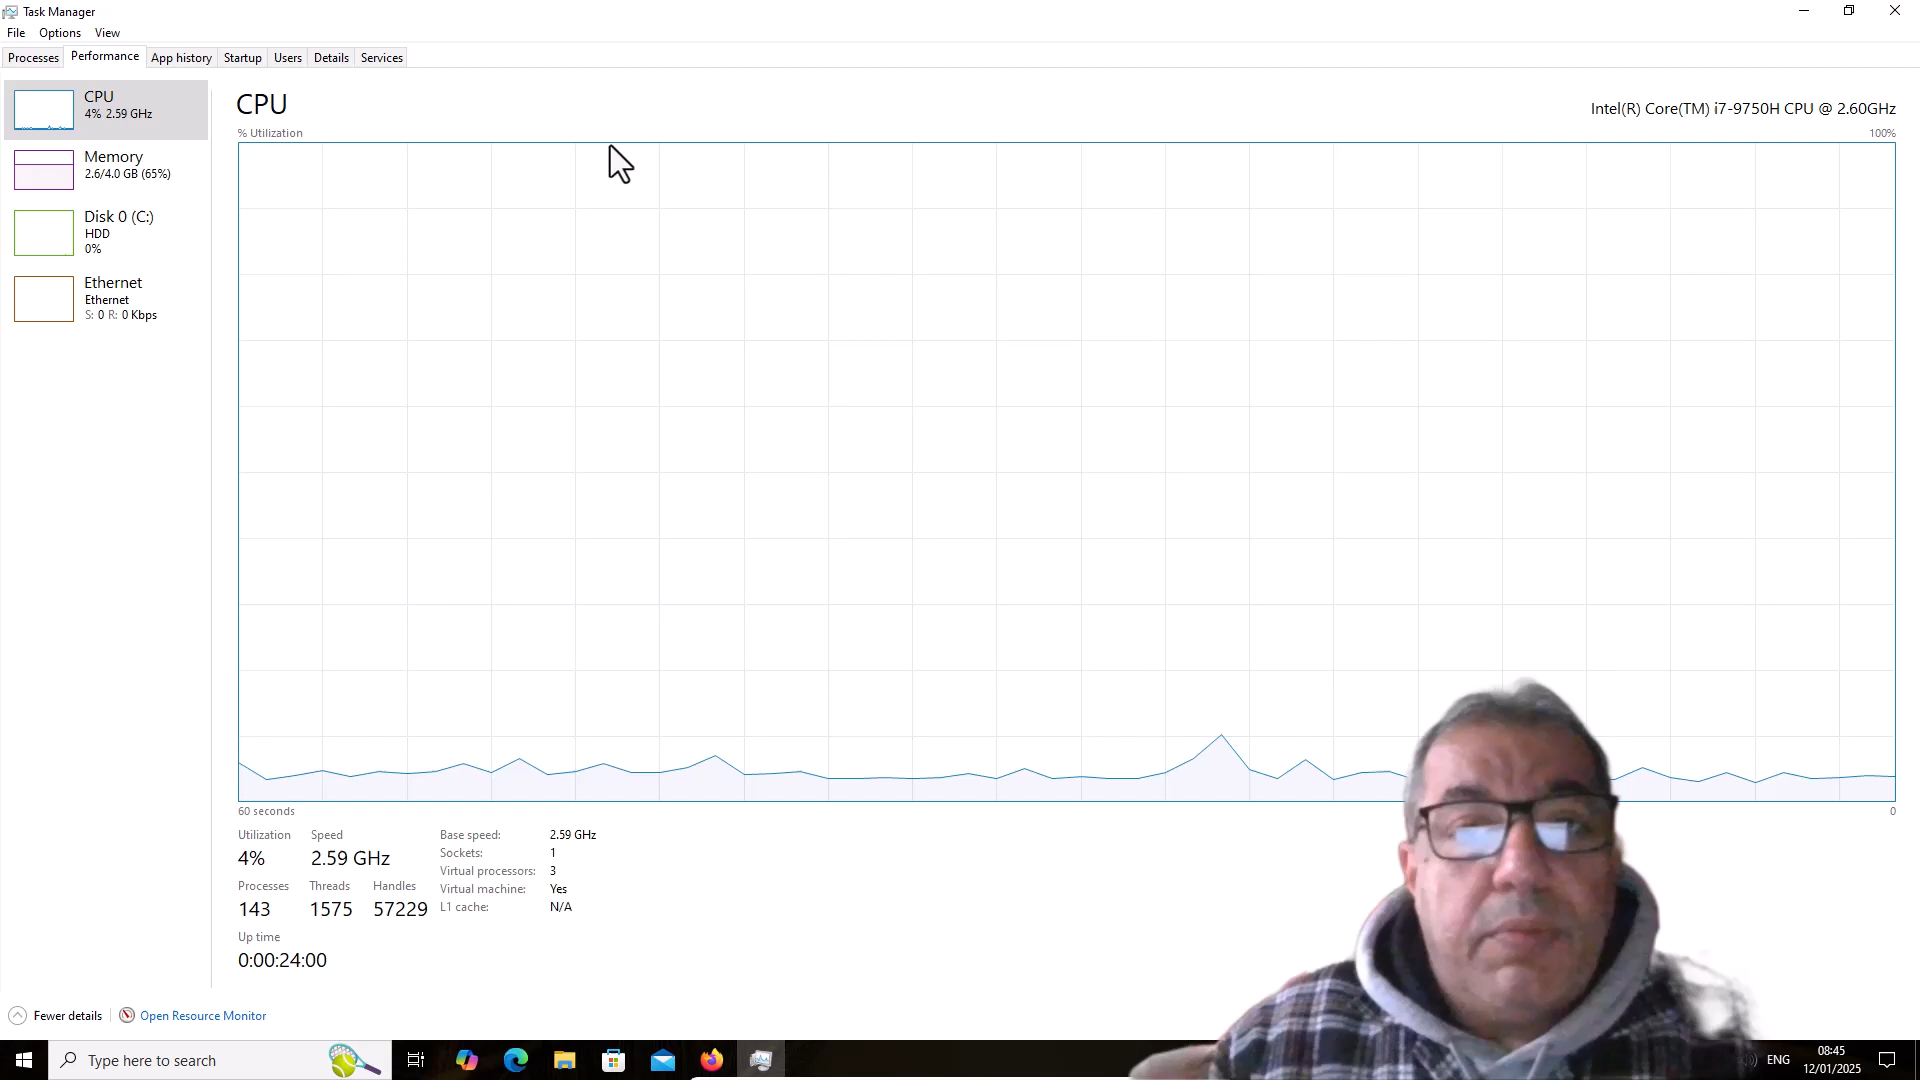 Task Manager
File Options View
Processes Performance App history Startup Users Details Services
CPU
4% 2.59 GHz
Memory
2.6/4.0 GB (65%)
Disk 0 (C:)
HDD
0%
Ethernet
Ethernet
S: 0 R: 0 Kbps
CPU
Intel(R) Core(TM) i7-9750H CPU @ 2.60GHz
% Utilization
100%
60 seconds
0
Utilization Speed
4% 2.59 GHz
Processes Threads Handles
143 1575 57229
Up time
0:00:24:00
Base speed: 2.59 GHz
Sockets: 1
Virtual processors: 3
Virtual machine: Yes
L1 cache: N/A
Fewer details Open Resource Monitor
Type here to search
ENG
08:45
12/01/2025